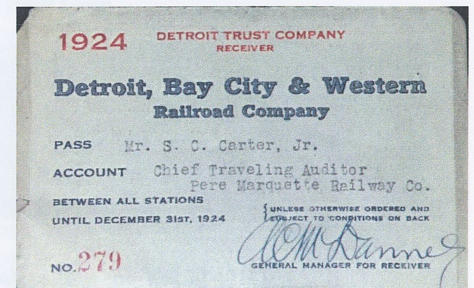 1924 DETROIT TRUST COMPANY
RECEIVER
Detroit, Bay City & Western
Railroad Company
PASS Mr. S. C. Carter, Jr.
ACCOUNT Chief Traveling Auditor
Pere Marquette Railway Co.
BETWEEN ALL STATIONS
UNTIL DECEMBER 31ST, 1924
UNLESS OTHERWISE ORDERED AND
SUBJECT TO CONDITIONS ON BACK
NO. 279
GENERAL MANAGER FOR RECEIVER